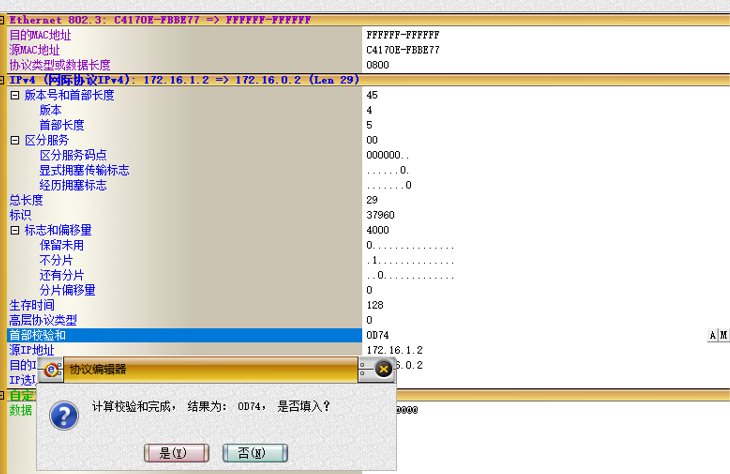 Ethernet 802.3: C4170E-FBBE77 => FFFFFF-FFFFFF
目的MAC地址 FFFFFF-FFFFFF
源MAC地址 C4170E-FBBE77
协议类型或数据长度 0800
IPv4 (网际协议IPv4): 172.16.1.2 => 172.16.0.2 (Len 29)
版本号和首部长度 45
版本 4
首部长度 5
区分服务 00
区分服务码点 000000..
显式拥塞传输标志 ......0.
经历拥塞标志 .......0
总长度 29
标识 37960
标志和偏移量 4000
保留未用 0...............
不分片 .1..............
还有分片 ..0.............
分片偏移量 0
生存时间 128
高层协议类型 0
首部校验和 0D74 A M
源IP地址 172.16.1.2
目的I 6.0.2
IP选
自定
数据
协议编辑器
计算校验和完成, 结果为: 0D74, 是否填入?
是(Y) 否(N)